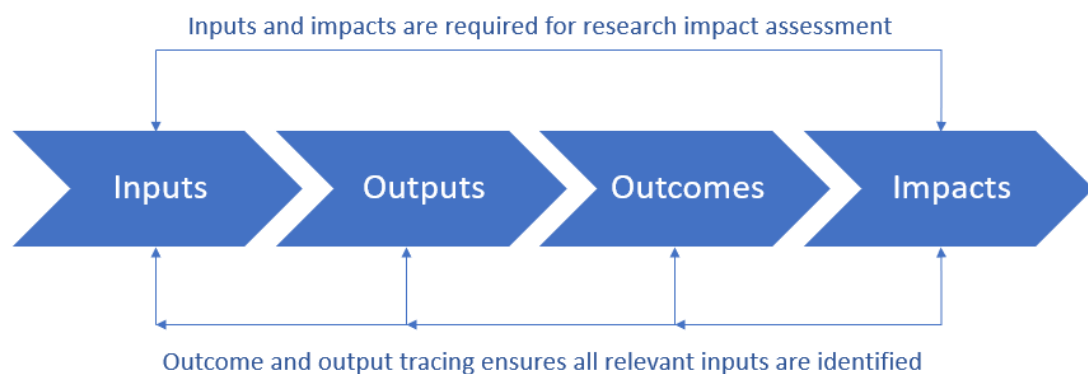 Inputs and impacts are required for research impact assessment
Inputs
Outputs
Outcomes
Impacts
Outcome and output tracing ensures all relevant inputs are identified